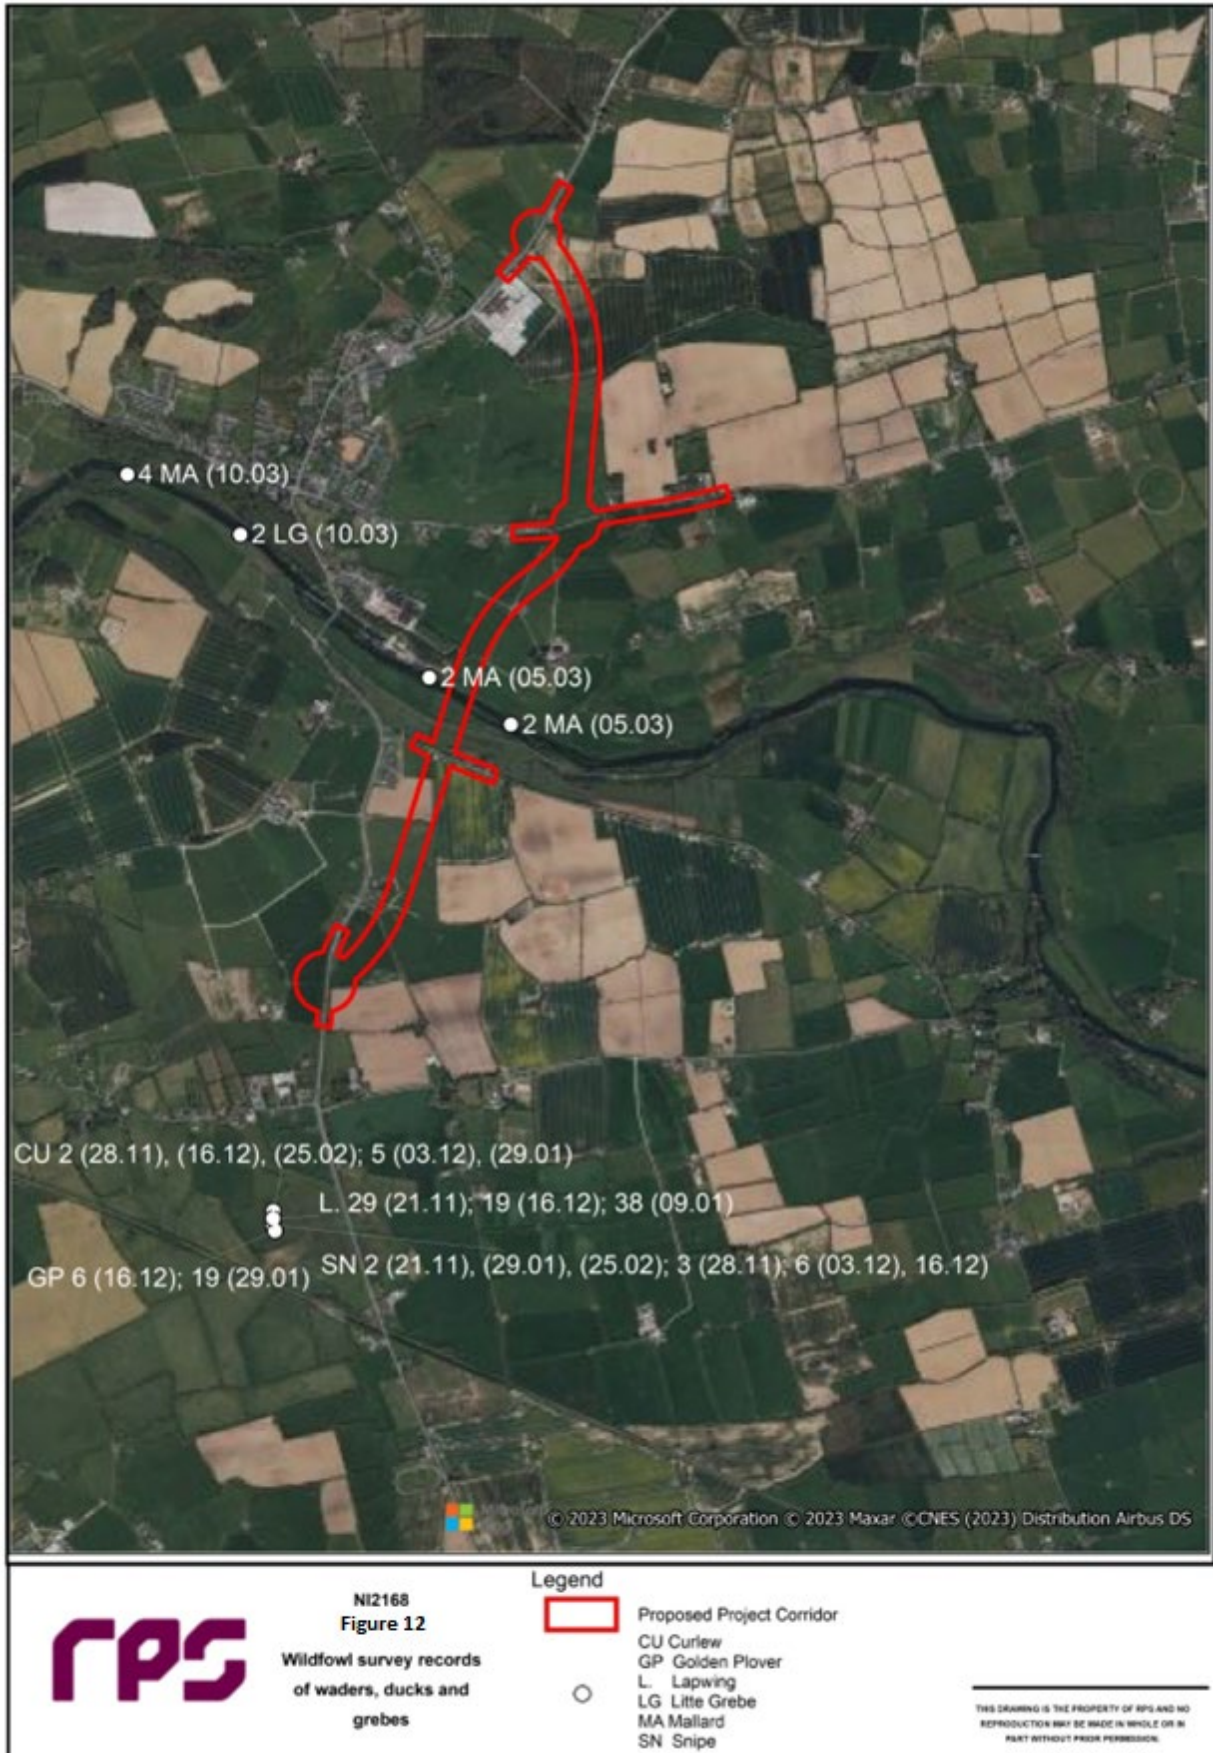 4 MA (10.03)
2 LG (10.03)
2 MA (05.03)
2 MA (05.03)
CU 2 (28.11), (16.12), (25.02); 5 (03.12), (29.01)
L. 29 (21.11); 19 (16.12); 38 (09.01)
SN 2 (21.11), (29.01), (25.02); 3 (28.11); 6 (03.12), 16.12)
GP 6 (16.12); 19 (29.01)
© 2023 Microsoft Corporation © 2023 Maxar ©CNES (2023) Distribution Airbus DS
rps
NI2168
Figure 12
Wildfowl survey records
of waders, ducks and
grebes
Legend
Proposed Project Corridor
CU Curlew
GP Golden Plover
L. Lapwing
LG Litte Grebe
MA Mallard
SN Snipe
THIS DRAWING IS THE PROPERTY OF RPS AND NO
REPRODUCTION MAY BE MADE IN WHOLE OR IN
PART WITHOUT PRIOR PERMISSION.